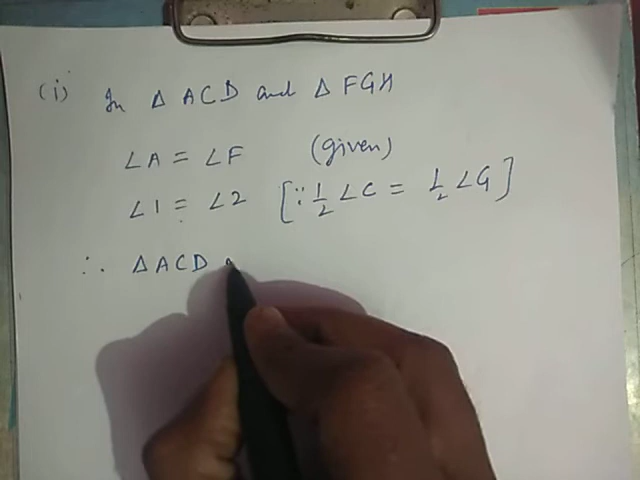 (i) In Δ ACD and Δ FGH
∠A = ∠F (given)
∠1 = ∠2 [∵ 1/2 ∠C = 1/2 ∠G]
∴ Δ ACD